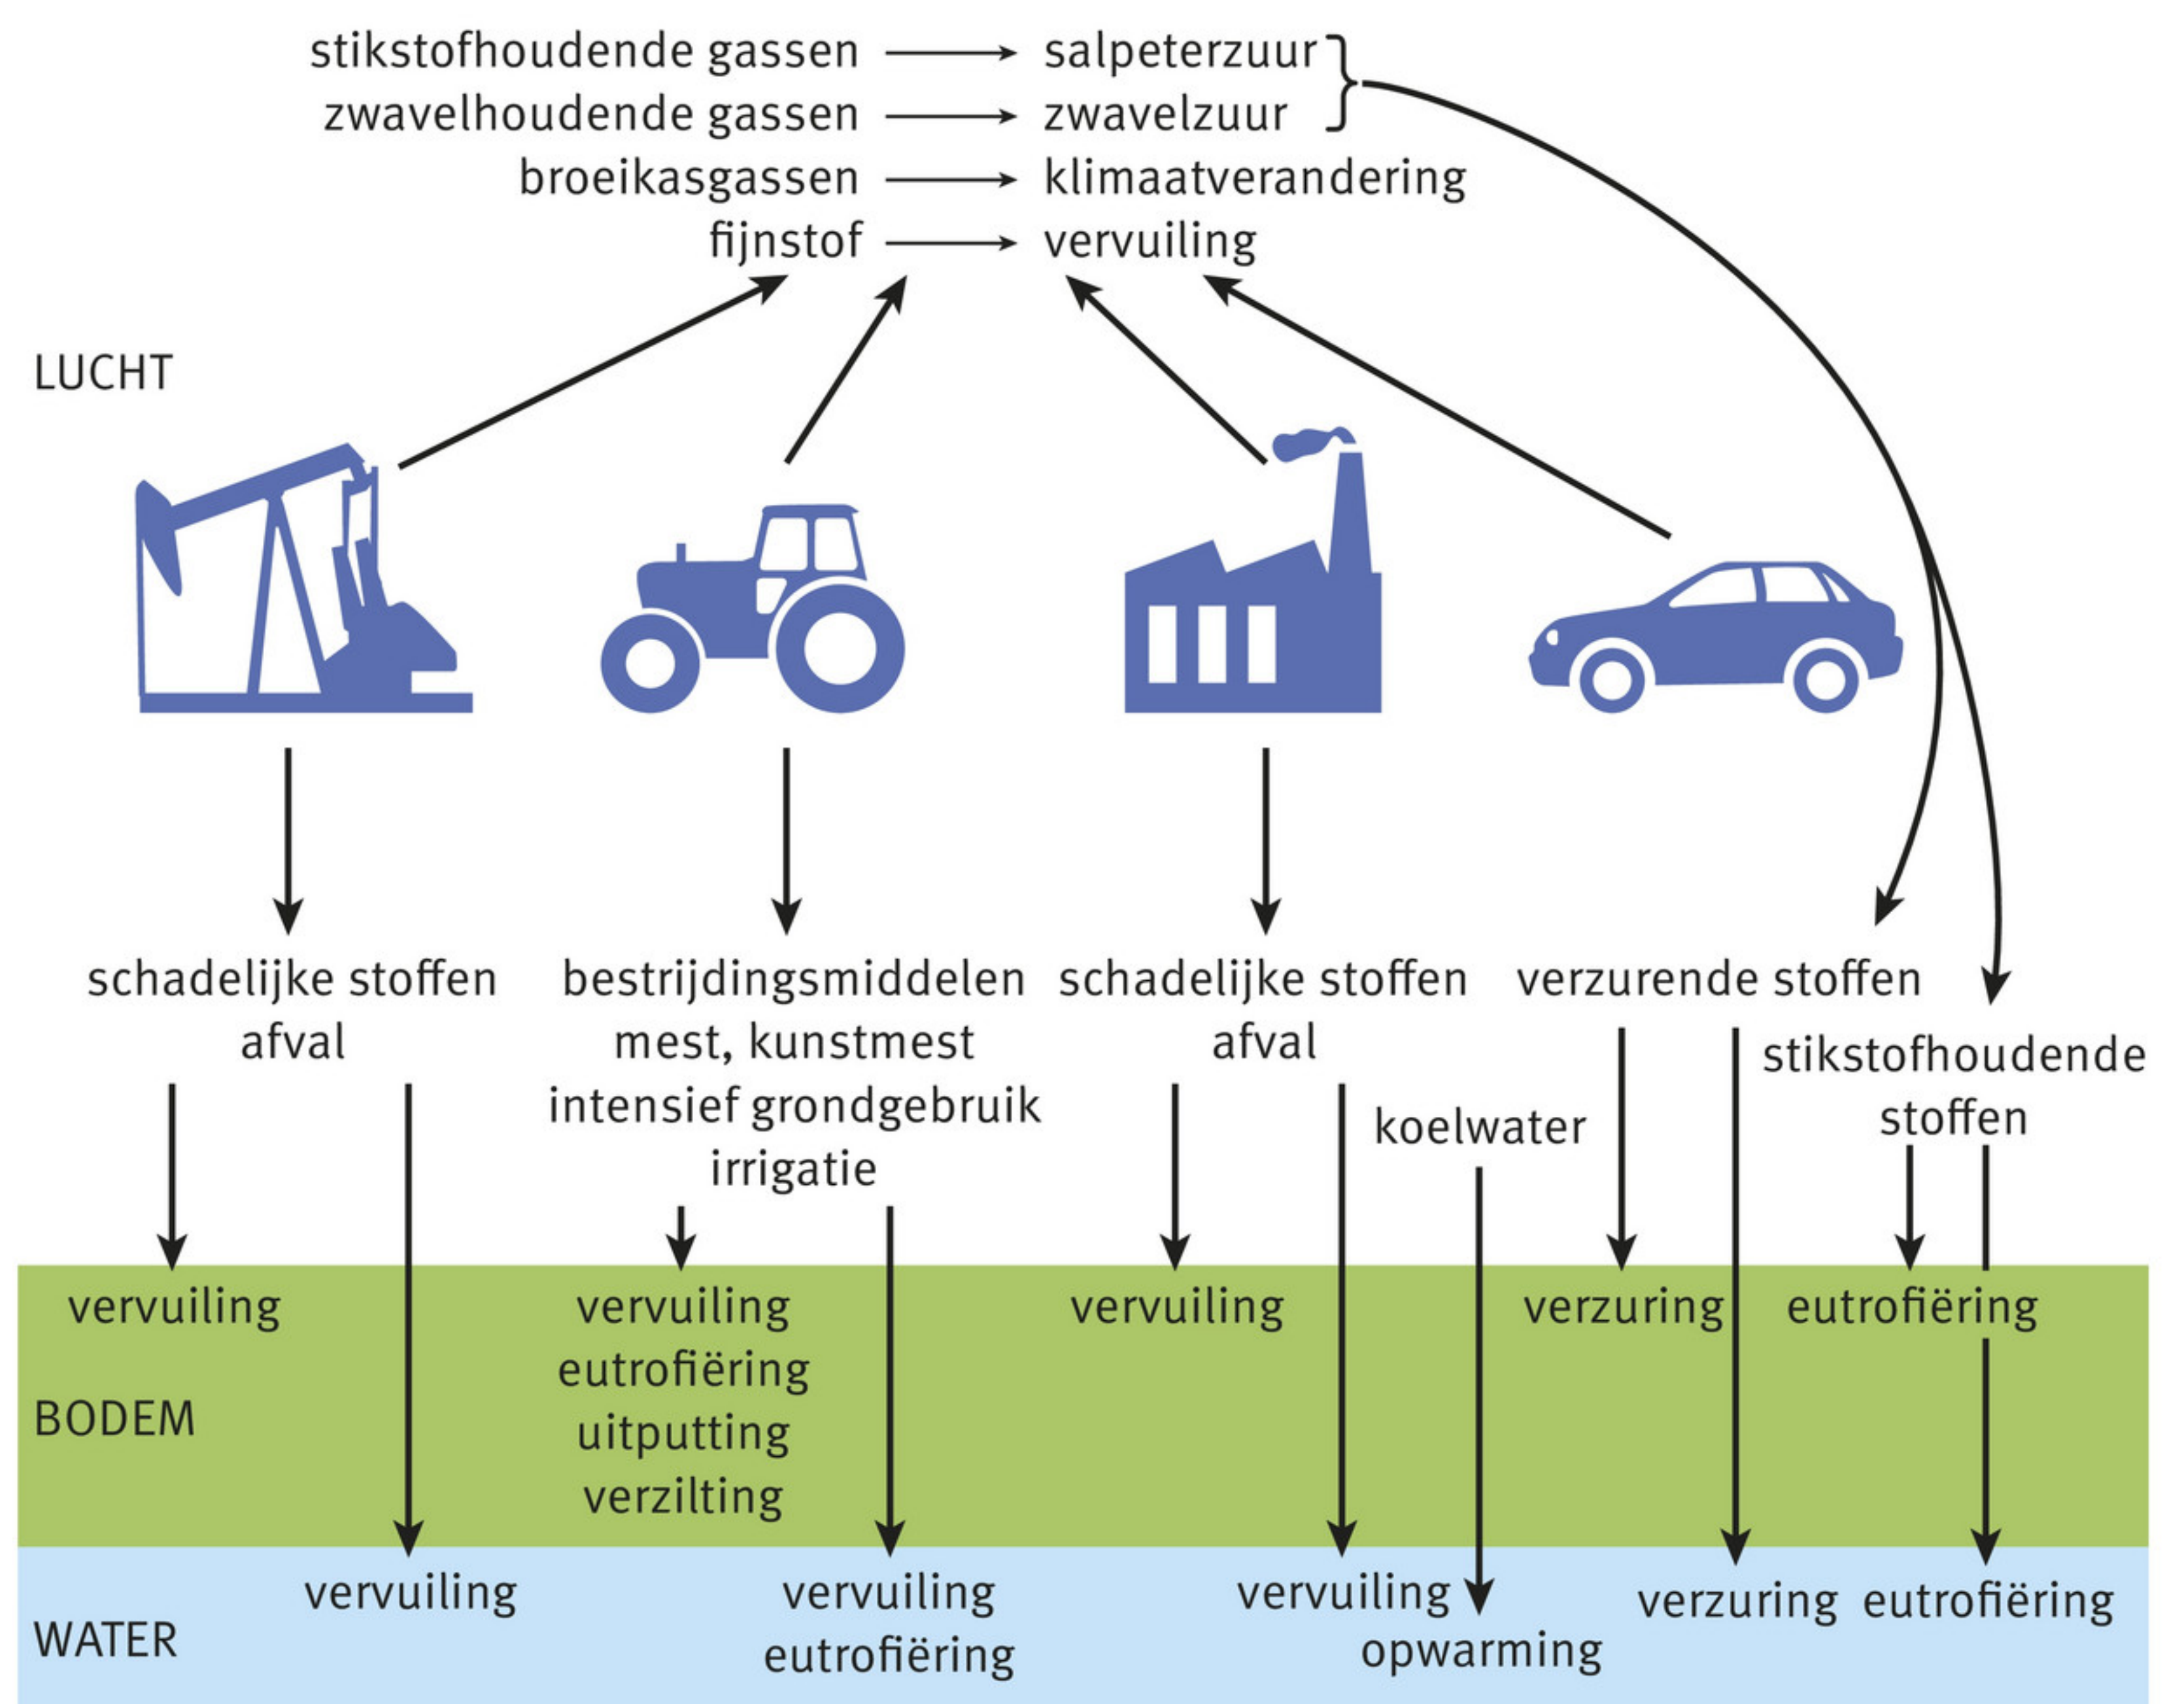 stikstofhoudende gassen salpeterzuur
zwavelhoudende gassen zwavelzuur
broeikasgassen klimaatverandering
fijnstof vervuiling
LUCHT
schadelijke stoffen
afval
bestrijdingsmiddelen
mest, kunstmest
intensief grondgebruik
irrigatie
schadelijke stoffen
afval
koelwater
verzurende stoffen
stikstofhoudende
stoffen
BODEM
vervuiling
vervuiling
eutrofiëring
uitputting
verzilting
vervuiling
verzuring
eutrofiëring
WATER
vervuiling
vervuiling
eutrofiëring
vervuiling
opwarming
verzuring
eutrofiëring